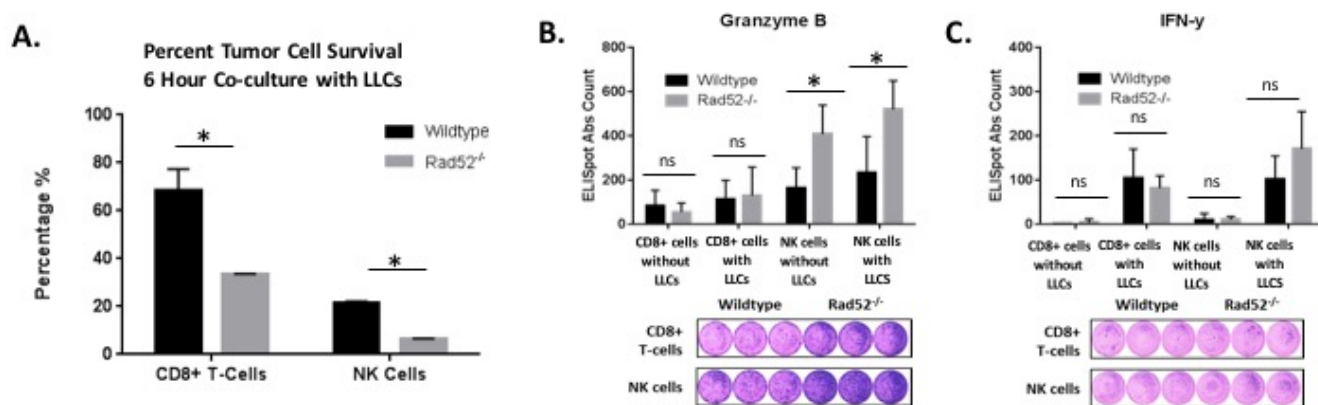 A.
Percent Tumor Cell Survival
6 Hour Co-culture with LLCs
Percentage %
100
80
60
40
20
0
*
*
Wildtype
Rad52-/-
CD8+ T-Cells
NK Cells
B.
Granzyme B
ELISpot Abs Count
800
600
400
200
0
Wildtype
Rad52-/-
ns
ns
*
*
CD8+ cells without LLCs
CD8+ cells with LLCs
NK cells without LLCs
NK cells with LLCS
Wildtype
Rad52-/-
CD8+
T-cells
NK cells
C.
IFN-y
ELISpot Abs Count
400
300
200
100
0
Wildtype
Rad52-/-
ns
ns
ns
ns
CD8+ cells without LLCs
CD8+ cells with LLCs
NK cells without LLCs
NK cells with LLCS
Wildtype
Rad52-/-
CD8+
T-cells
NK cells